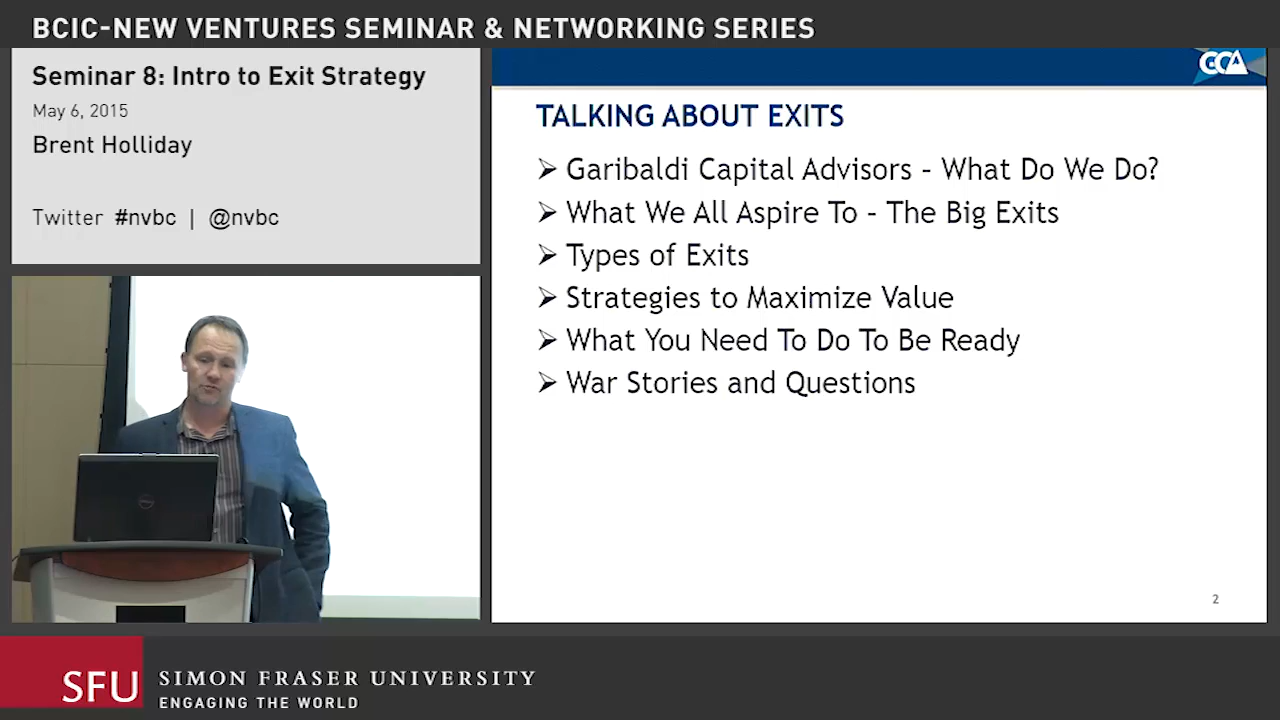 BCIC-NEW VENTURES SEMINAR & NETWORKING SERIES
Seminar 8: Intro to Exit Strategy
May 6, 2015
Brent Holliday
Twitter #nvbc | @nvbc
GCA
TALKING ABOUT EXITS
➢ Garibaldi Capital Advisors – What Do We Do?
➢ What We All Aspire To – The Big Exits
➢ Types of Exits
➢ Strategies to Maximize Value
➢ What You Need To Do To Be Ready
➢ War Stories and Questions
2
SFU
SIMON FRASER UNIVERSITY
ENGAGING THE WORLD